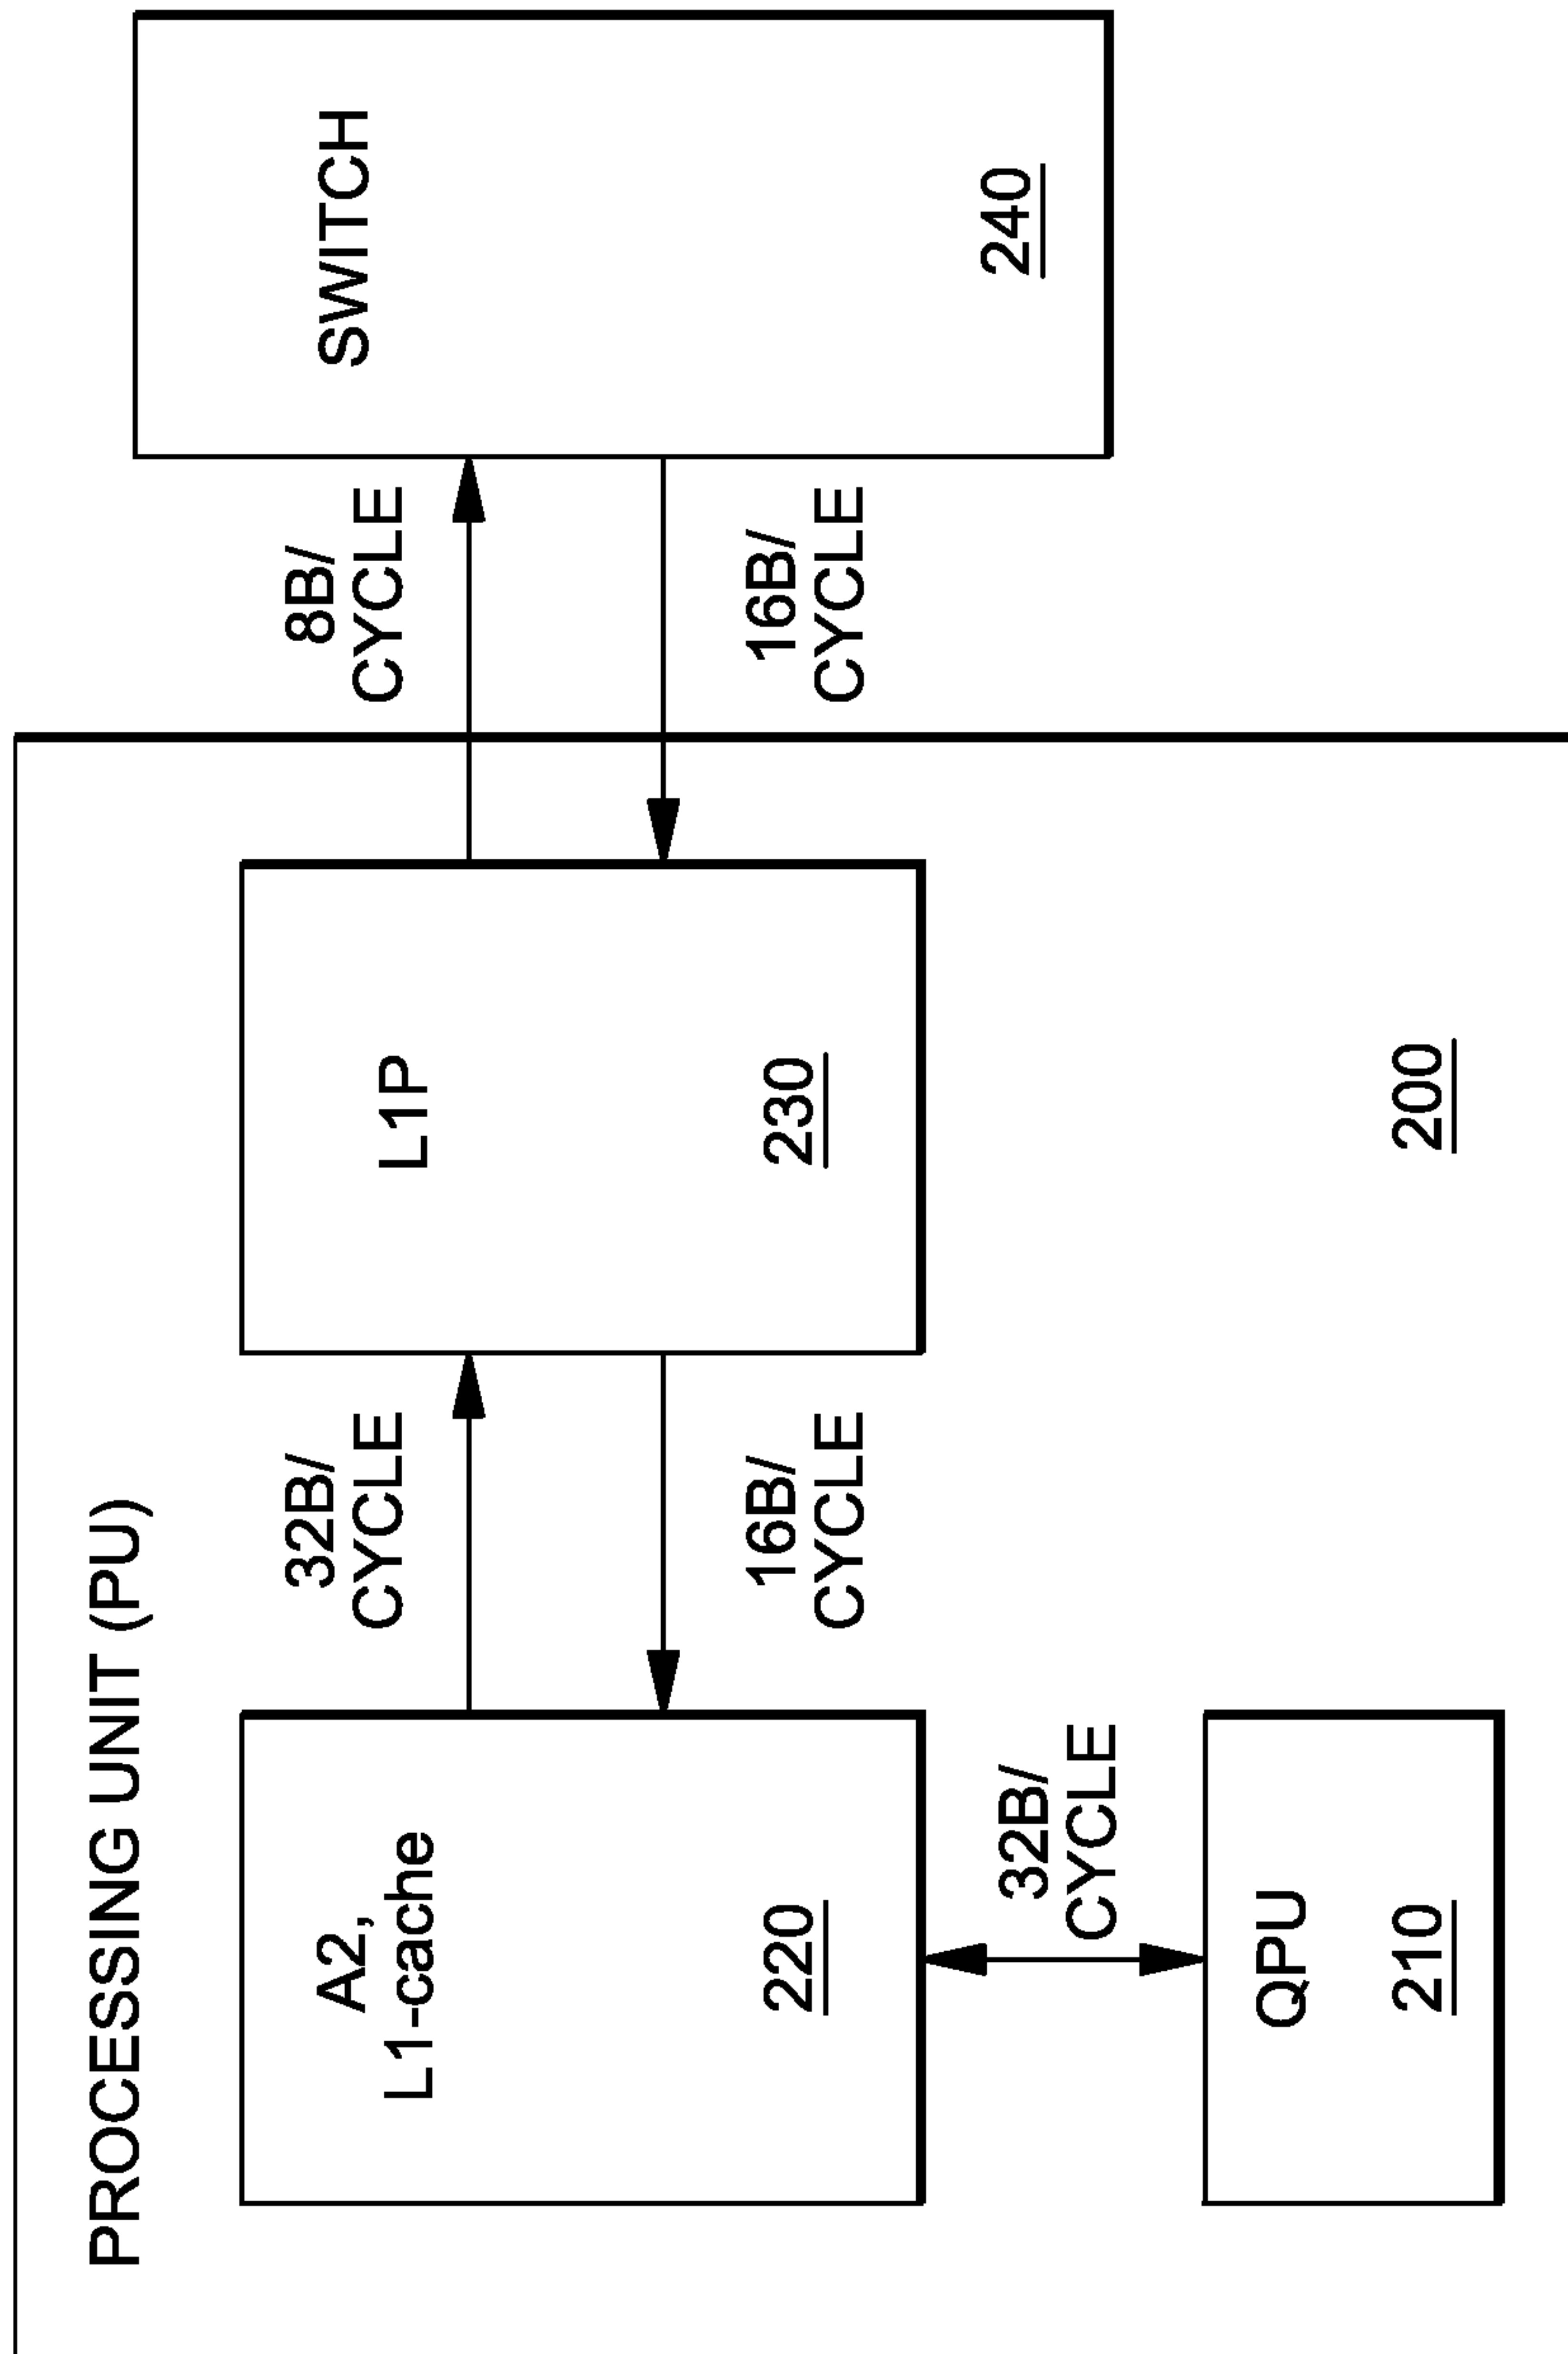 PROCESSING UNIT (PU)
A2,
L1-cache
220
32B/
CYCLE
16B/
CYCLE
L1P
230
8B/
CYCLE
16B/
CYCLE
SWITCH
240
32B/
CYCLE
QPU
210
200